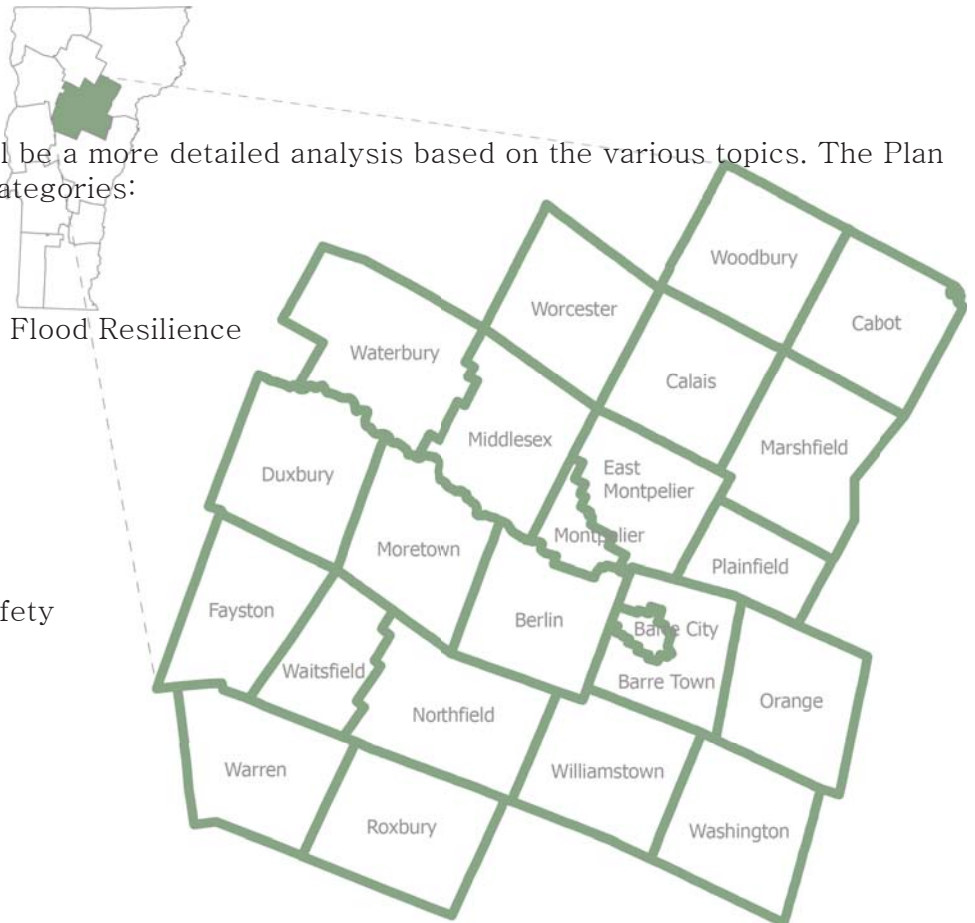 l be a more detailed analysis based on the various topics. The Plan
ategories:
Flood Resilience
fety
Woodbury
Cabot
Worcester
Waterbury
Calais
Middlesex
Marshfield
East
Montpelier
Duxbury
Montpelier
Moretown
Plainfield
Fayston
Berlin
Barre City
Waitsfield
Barre Town
Orange
Northfield
Warren
Williamstown
Roxbury
Washington